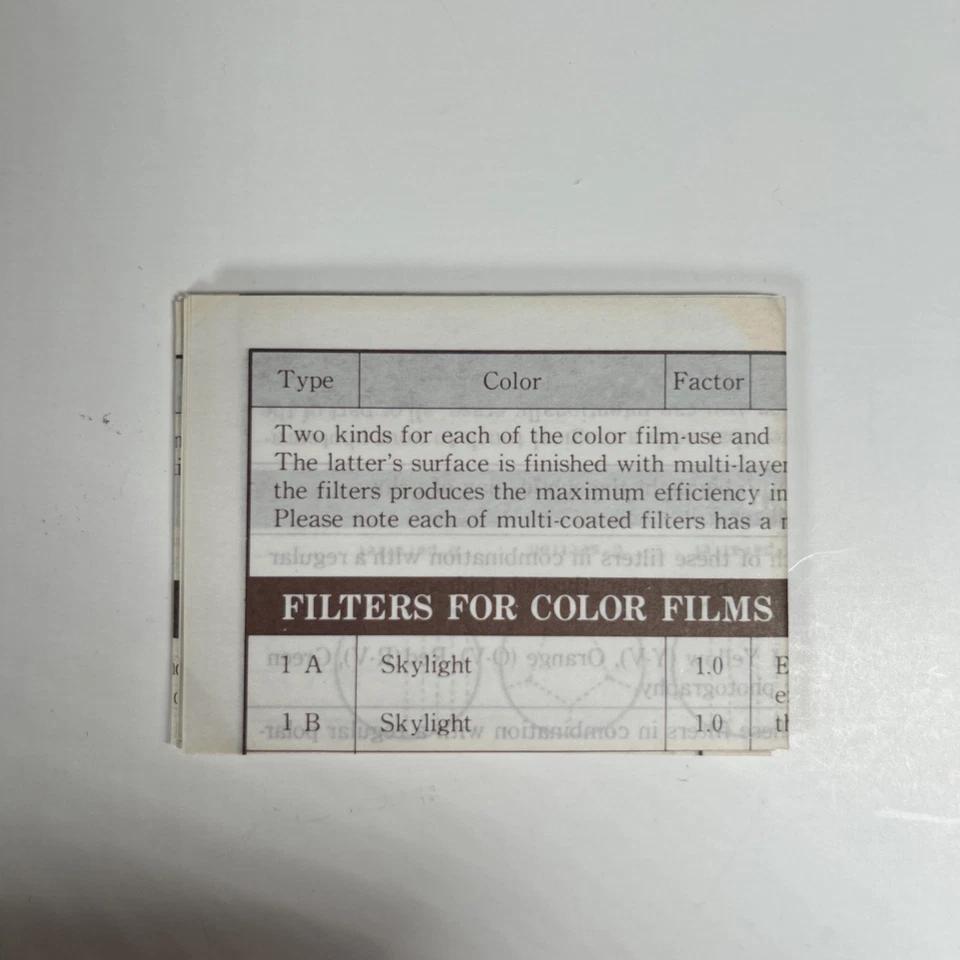 Type Color Factor
Two kinds for each of the color film-use and
The latter's surface is finished with multi-layer
the filters produces the maximum efficiency in
Please note each of multi-coated filters has a
FILTERS FOR COLOR FILMS
1 A Skylight 1.0
1 B Skylight 1.0